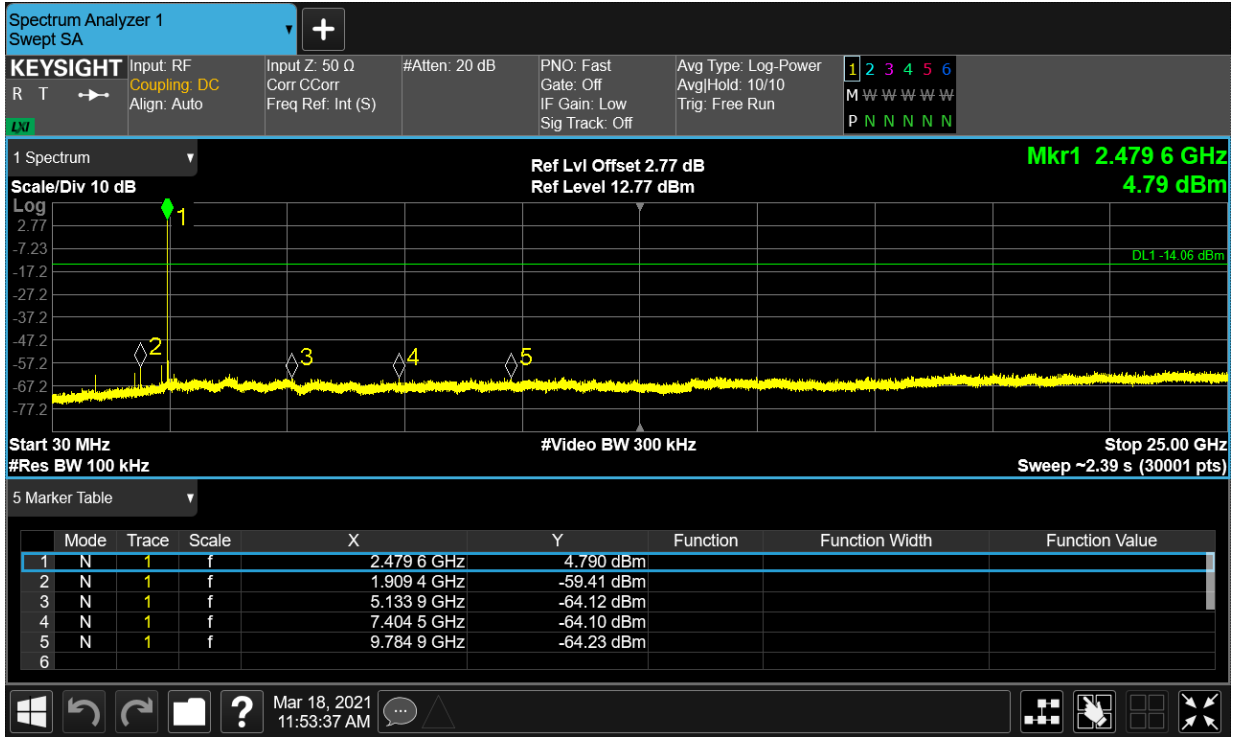 Spectrum Analyzer 1
Swept SA
KEYSIGHT
R T
LXI
Input: RF
Coupling: DC
Align: Auto
Input Z: 50 Ω
Corr CCorr
Freq Ref: Int (S)
#Atten: 20 dB
PNO: Fast
Gate: Off
IF Gain: Low
Sig Track: Off
Avg Type: Log-Power
Avg|Hold: 10/10
Trig: Free Run
1 2 3 4 5 6
M W W W W W
P N N N N N
1 Spectrum
Scale/Div 10 dB
Ref Lvl Offset 2.77 dB
Ref Level 12.77 dBm
Mkr1 2.479 6 GHz
4.79 dBm
Log
2.77
-7.23
-17.2
-27.2
-37.2
-47.2
-57.2
-67.2
-77.2
1
2
3
4
5
DL1 -14.06 dBm
Start 30 MHz
#Res BW 100 kHz
#Video BW 300 kHz
Stop 25.00 GHz
Sweep ~2.39 s (30001 pts)
5 Marker Table
Mode Trace Scale X Y Function Function Width Function Value
1 N 1 f 2.479 6 GHz 4.790 dBm
2 N 1 f 1.909 4 GHz -59.41 dBm
3 N 1 f 5.133 9 GHz -64.12 dBm
4 N 1 f 7.404 5 GHz -64.10 dBm
5 N 1 f 9.784 9 GHz -64.23 dBm
6
?
Mar 18, 2021
11:53:37 AM